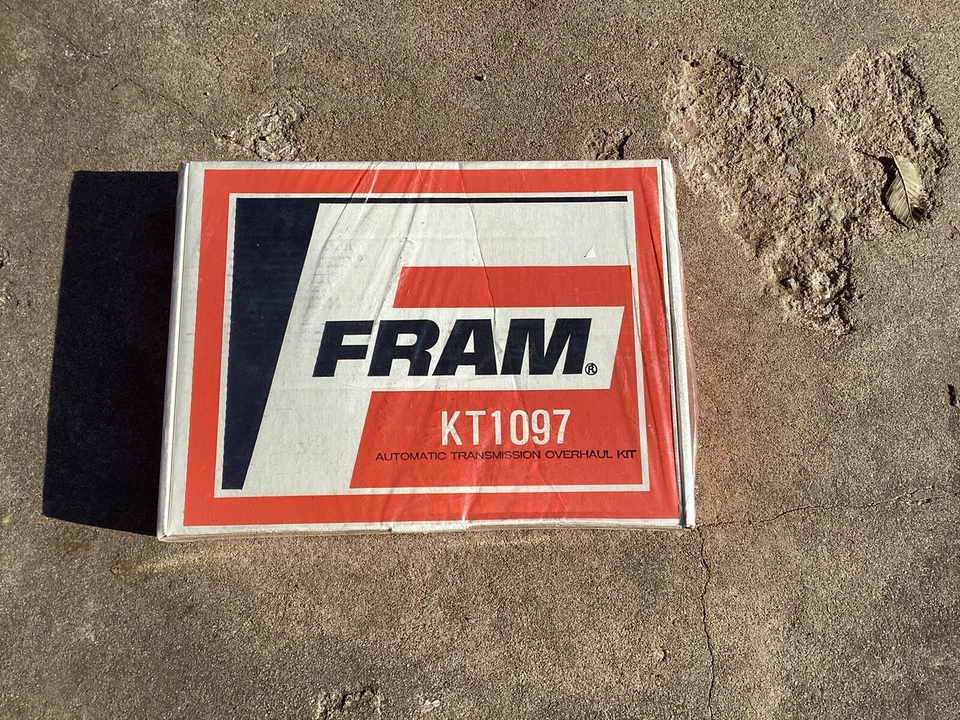 FRAM®
KT1097
AUTOMATIC TRANSMISSION OVERHAUL KIT